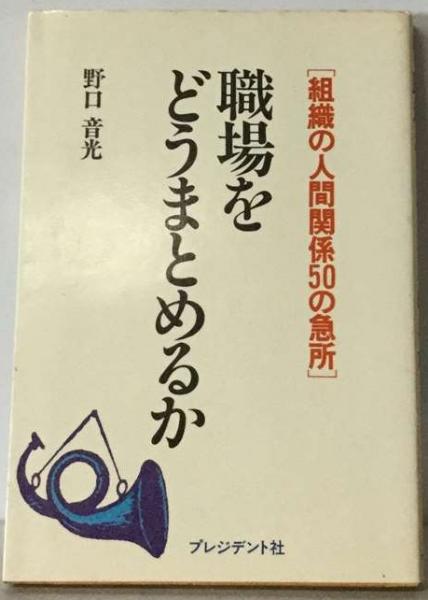 [組織の人間関係50の急所]
職場を
どうまとめるか
野口音光
プレジデント社